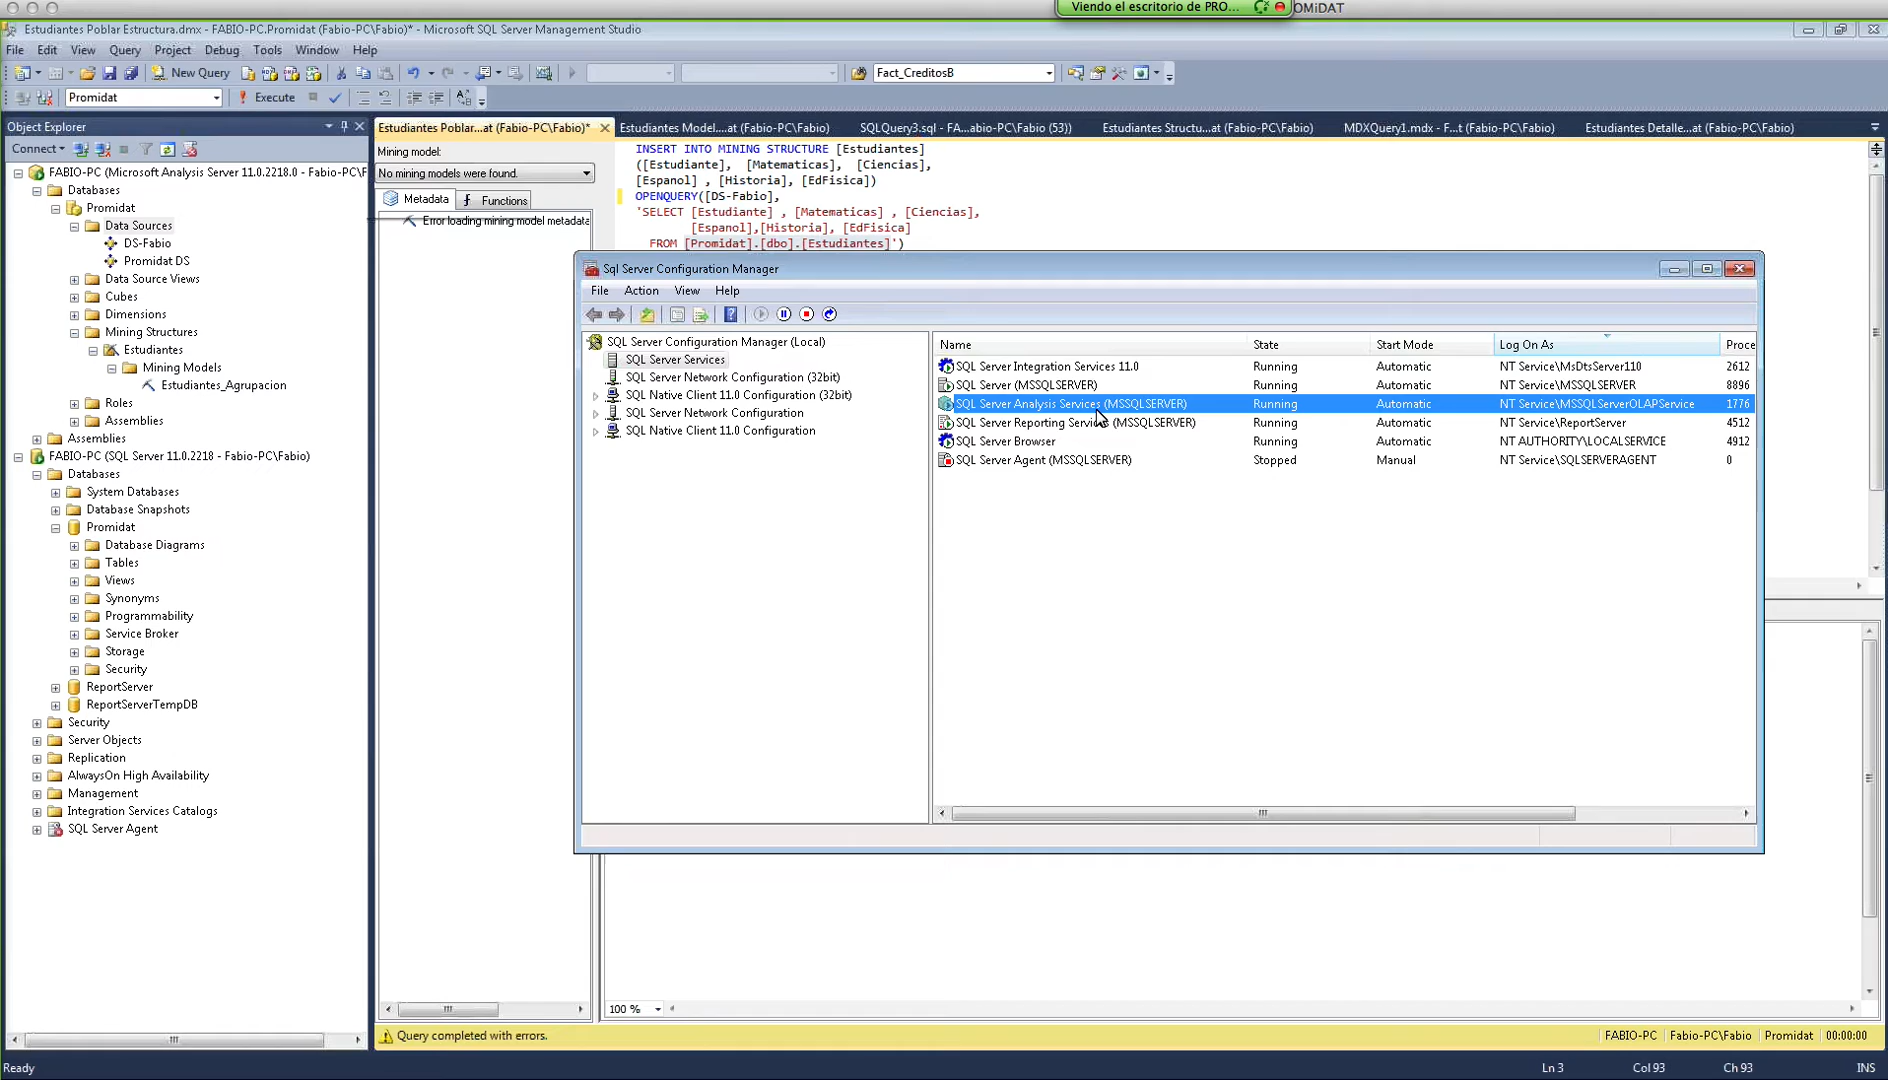 Viendo el escritorio de PRO...
OMiDAT
Estudiantes Poblar Estructura.dmx - FABIO-PC.Promidat (Fabio-PC\Fabio)* - Microsoft SQL Server Management Studio
File Edit View Query Project Debug Tools Window Help
New Query
Fact_CreditosB
Promidat
Execute
Object Explorer
Connect
FABIO-PC (Microsoft Analysis Server 11.0.2218.0 - Fabio-PC\F
Databases
Promidat
Data Sources
DS-Fabio
Promidat DS
Data Source Views
Cubes
Dimensions
Mining Structures
Estudiantes
Mining Models
Estudiantes_Agrupacion
Roles
Assemblies
Assemblies
FABIO-PC (SQL Server 11.0.2218 - Fabio-PC\Fabio)
Databases
System Databases
Database Snapshots
Promidat
Database Diagrams
Tables
Views
Synonyms
Programmability
Service Broker
Storage
Security
ReportServer
ReportServerTempDB
Security
Server Objects
Replication
AlwaysOn High Availability
Management
Integration Services Catalogs
SQL Server Agent
Estudiantes Poblar...at (Fabio-PC\Fabio)*
Estudiantes Model....at (Fabio-PC\Fabio)
SQLQuery3.sql - FA...abio-PC\Fabio (53))
Estudiantes Structu...at (Fabio-PC\Fabio)
MDXQuery1.mdx - F...t (Fabio-PC\Fabio)
Estudiantes Detalle...at (Fabio-PC\Fabio)
Mining model:
No mining models were found.
Metadata
Functions
Error loading mining model metadata
INSERT INTO MINING STRUCTURE [Estudiantes]
([Estudiante], [Matematicas], [Ciencias],
[Espanol] , [Historia], [EdFisica])
OPENQUERY([DS-Fabio],
'SELECT [Estudiante] , [Matematicas] , [Ciencias],
[Espanol],[Historia], [EdFisica]
FROM [Promidat].[dbo].[Estudiantes]')
Sql Server Configuration Manager
File Action View Help
SQL Server Configuration Manager (Local)
SQL Server Services
SQL Server Network Configuration (32bit)
SQL Native Client 11.0 Configuration (32bit)
SQL Server Network Configuration
SQL Native Client 11.0 Configuration
Name State Start Mode Log On As Proce
SQL Server Integration Services 11.0 Running Automatic NT Service\MsDtsServer110 2612
SQL Server (MSSQLSERVER) Running Automatic NT Service\MSSQLSERVER 8896
SQL Server Analysis Services (MSSQLSERVER) Running Automatic NT Service\MSSQLServerOLAPService 1776
SQL Server Reporting Services (MSSQLSERVER) Running Automatic NT Service\ReportServer 4512
SQL Server Browser Running Automatic NT AUTHORITY\LOCALSERVICE 4912
SQL Server Agent (MSSQLSERVER) Stopped Manual NT Service\SQLSERVERAGENT 0
100 %
Query completed with errors.
FABIO-PC Fabio-PC\Fabio Promidat 00:00:00
Ready
Ln 3 Col 93 Ch 93 INS